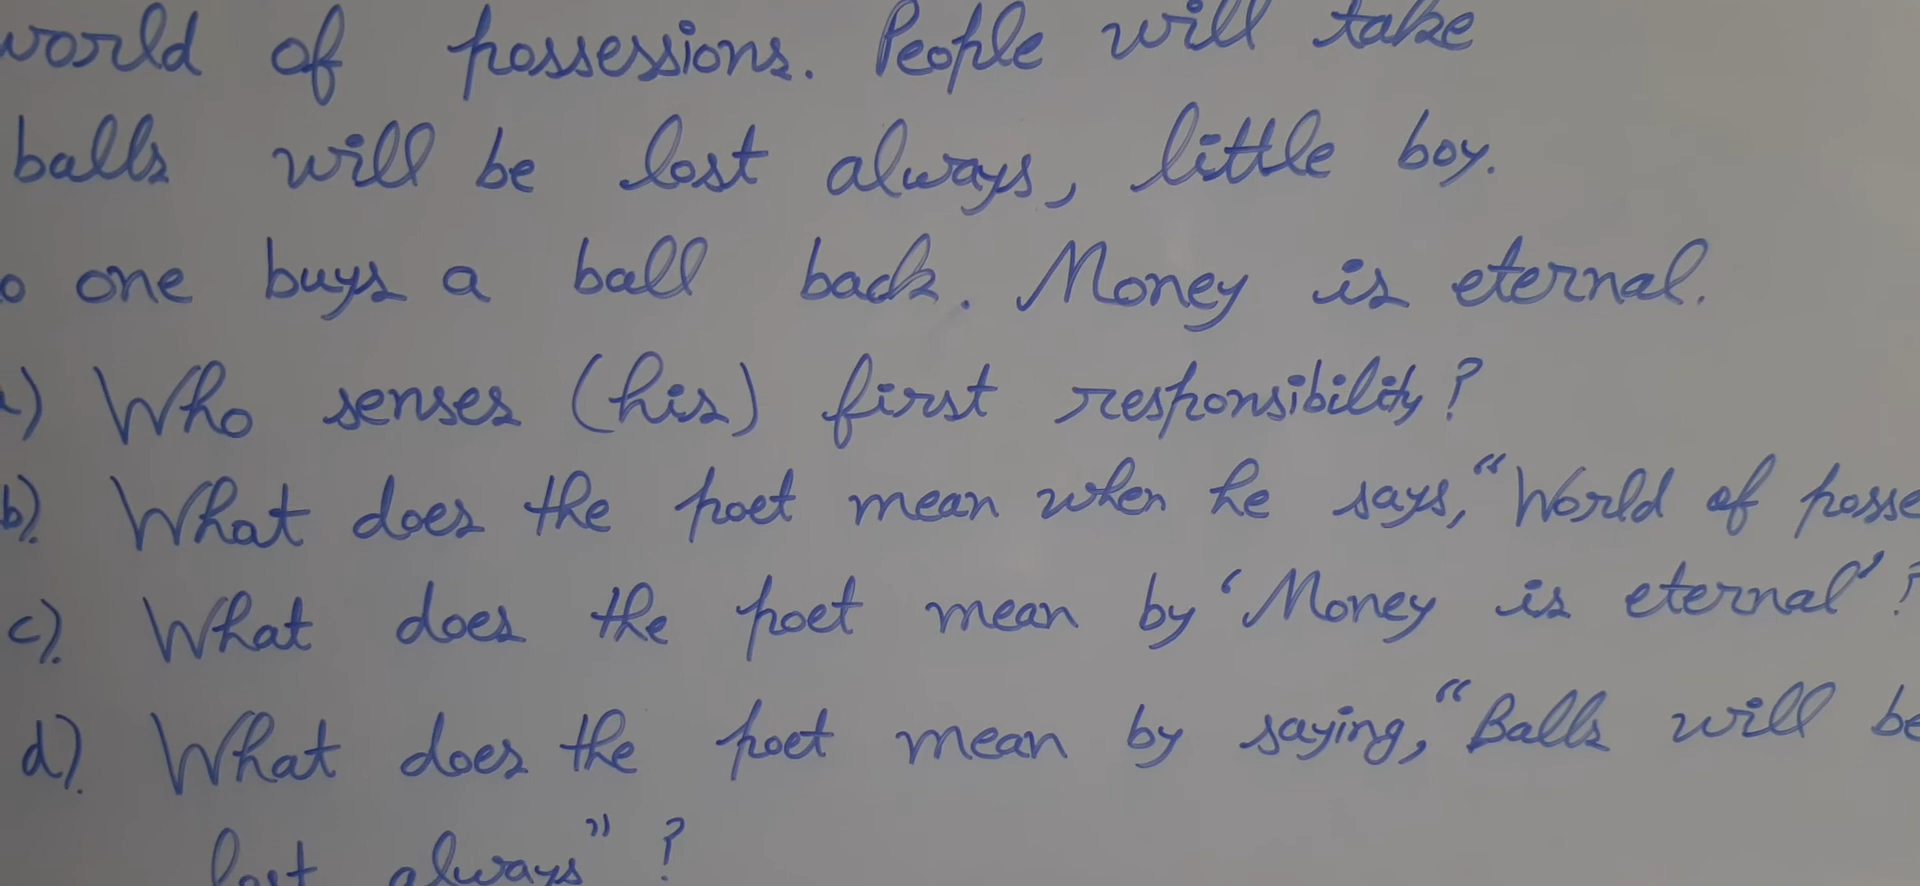 world of possessions. People will take
balls will be lost always, little boy.
o one buys a ball back. Money is eternal.
) Who senses (his) first responsibility?
b). What does the poet mean when he says, "World of posse
c). What does the poet mean by 'Money is eternal'?
d). What does the poet mean by saying, "Balls will be
lost always"?